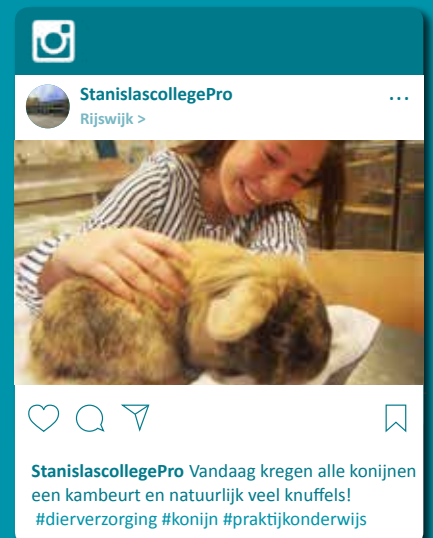 StanislascollegePro
Rijswijk >
StanislascollegePro Vandaag kregen alle konijnen
een kambeurt en natuurlijk veel knuffels!
#dierverzorging #konijn #praktijkonderwijs